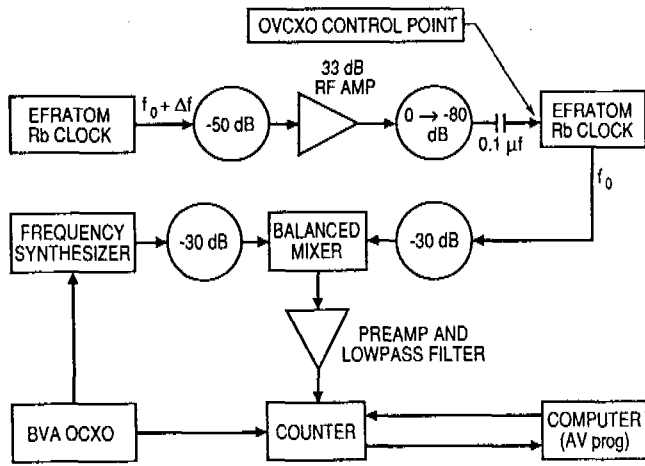 OVCXO CONTROL POINT
33 dB
RF AMP
EFRATOM
Rb CLOCK
f₀ + Δf
-50 dB
0 → -80
dB
0.1 μf
EFRATOM
Rb CLOCK
f₀
FREQUENCY
SYNTHESIZER
-30 dB
BALANCED
MIXER
-30 dB
PREAMP AND
LOWPASS FILTER
BVA OCXO
COUNTER
COMPUTER
(AV prog)